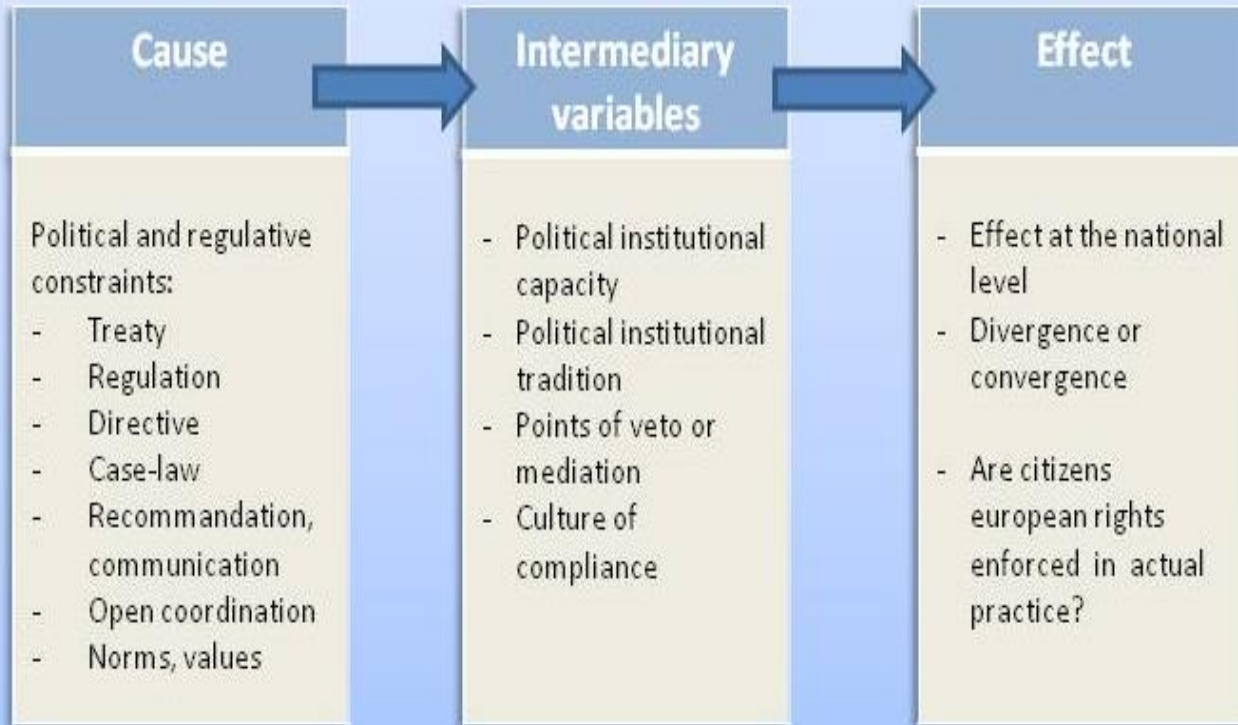 Cause
Political and regulative
constraints:
- Treaty
- Regulation
- Directive
- Case-law
- Recommandation,
communication
- Open coordination
- Norms, values
Intermediary
variables
- Political institutional
capacity
- Political institutional
tradition
- Points of veto or
mediation
- Culture of
compliance
Effect
- Effect at the national
level
- Divergence or
convergence
- Are citizens
european rights
enforced in actual
practice?